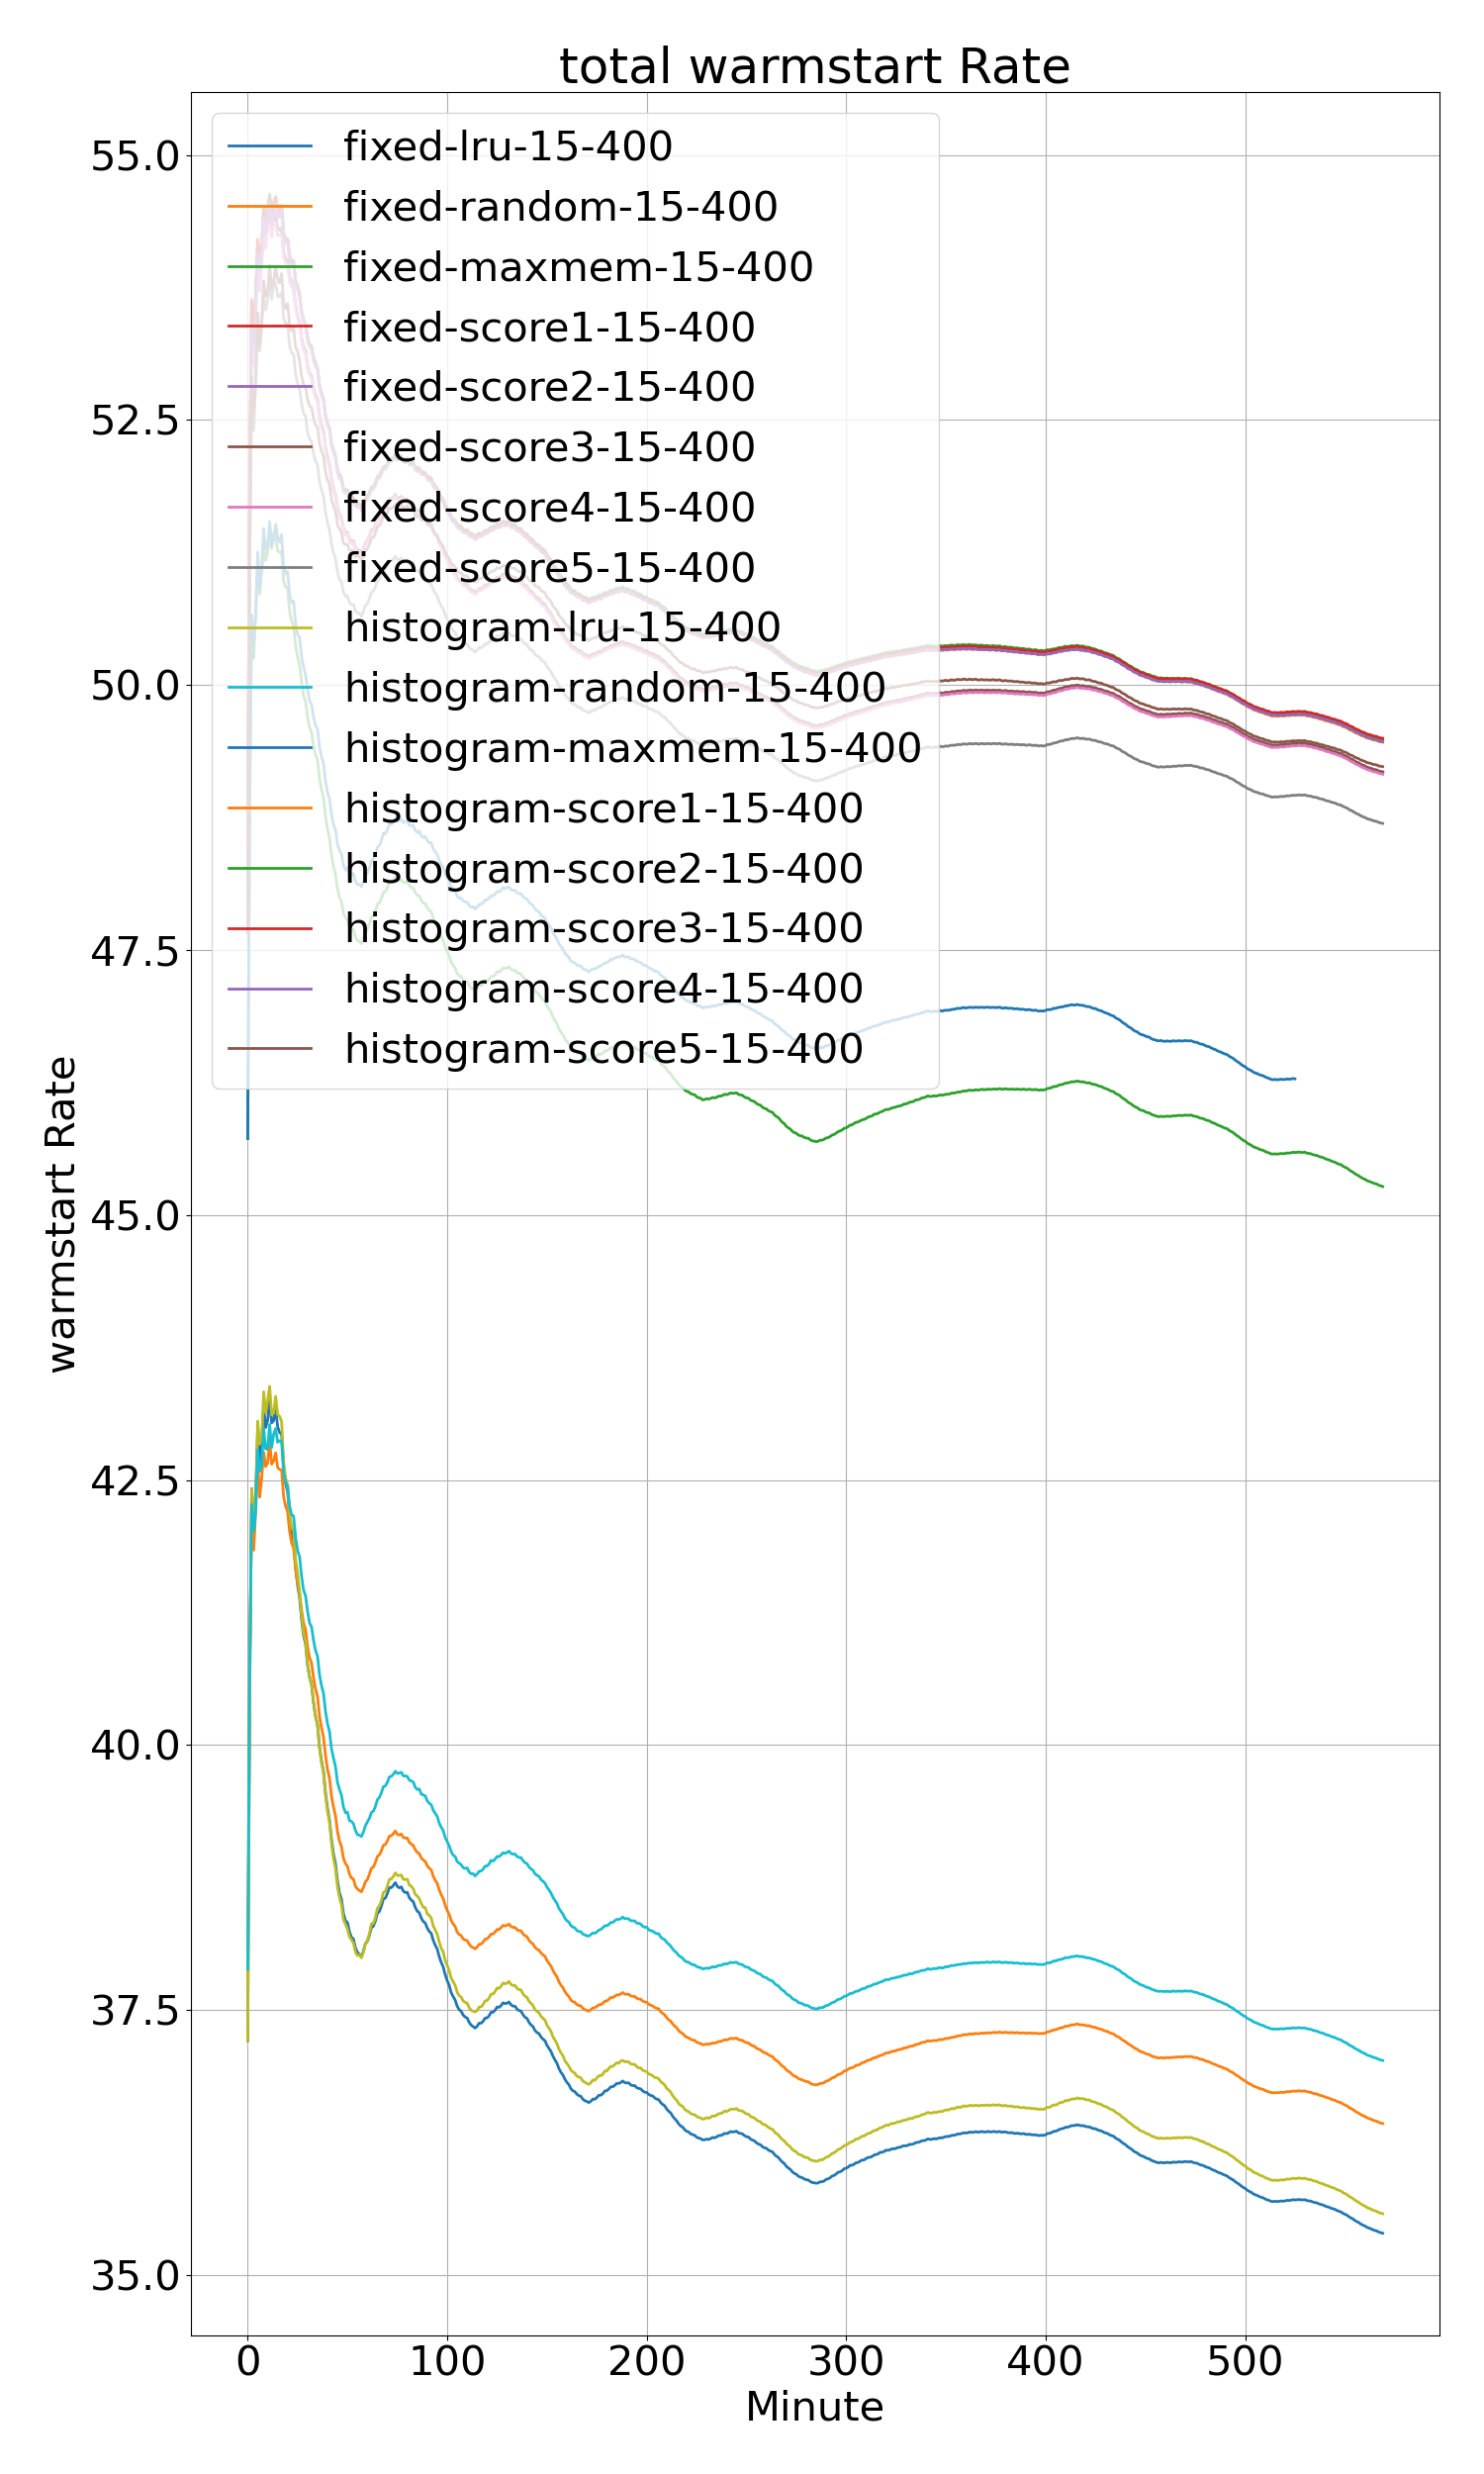 total warmstart Rate
fixed-lru-15-400
fixed-random-15-400
fixed-maxmem-15-400
fixed-score1-15-400
fixed-score2-15-400
fixed-score3-15-400
fixed-score4-15-400
fixed-score5-15-400
histogram-lru-15-400
histogram-random-15-400
histogram-maxmem-15-400
histogram-score1-15-400
histogram-score2-15-400
histogram-score3-15-400
histogram-score4-15-400
histogram-score5-15-400
55.0
52.5
50.0
47.5
45.0
42.5
40.0
37.5
35.0
warmstart Rate
0 100 200 300 400 500
Minute